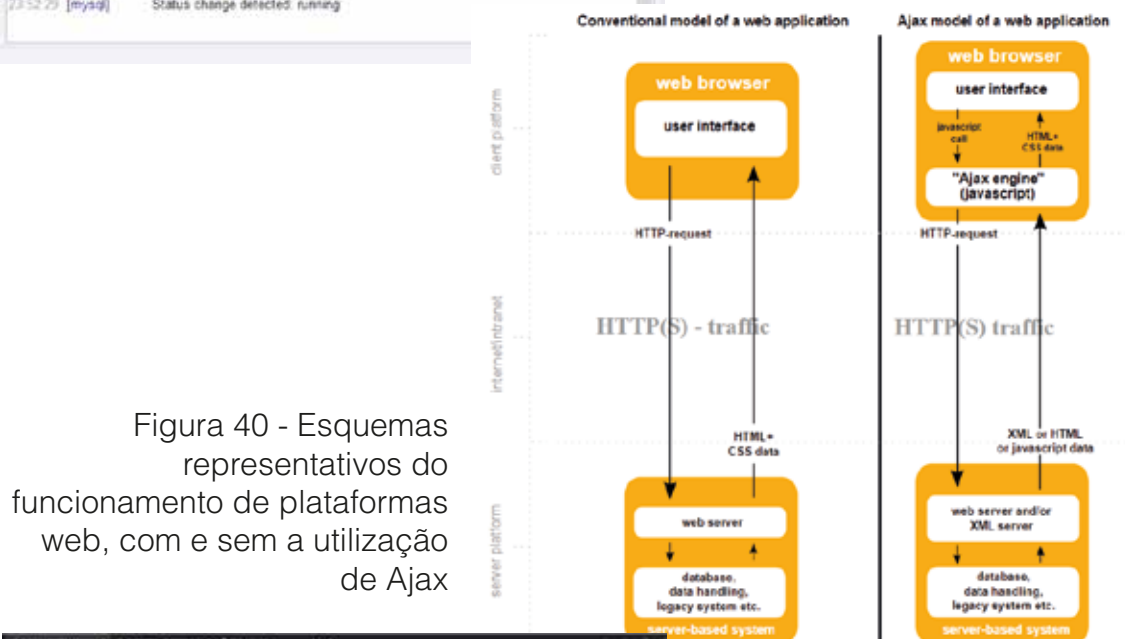 23:52:29 [mysql] Status change detected: running
Conventional model of a web application
Ajax model of a web application
client platform
web browser
user interface
web browser
user interface
javascript
call
HTML+
CSS data
"Ajax engine"
(javascript)
HTTP-request
HTTP-request
internet/intranet
HTTP(S) - traffic
HTTP(S) traffic
HTML+
CSS data
XML or HTML
or javascript data
server platform
web server
database,
data handling,
legacy system etc.
server-based system
web server and/or
XML server
database,
data handling,
legacy system etc.
server-based system
Figura 40 - Esquemas
representativos do
funcionamento de plataformas
web, com e sem a utilização
de Ajax